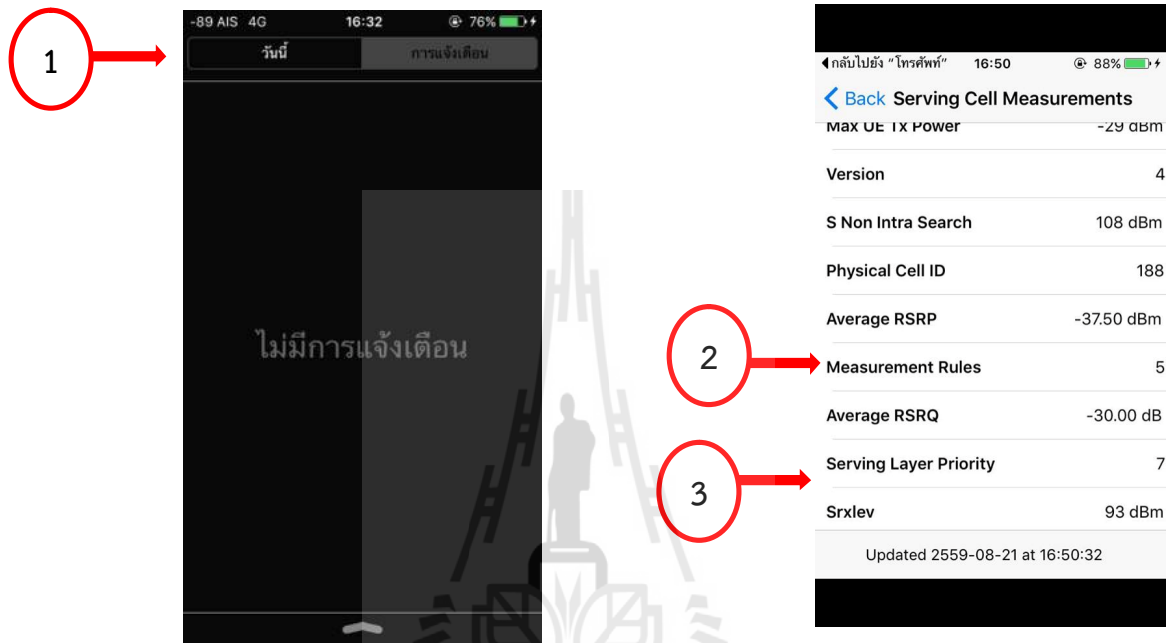 1
-89 AIS 4G 16:32 76%
วันนี้ การแจ้งเตือน
ไม่มีการแจ้งเตือน
กลับไปยัง "โทรศัพท์" 16:50 88%
Back Serving Cell Measurements
Max UE Tx Power -29 dBm
Version 4
S Non Intra Search 108 dBm
Physical Cell ID 188
Average RSRP -37.50 dBm
2
Measurement Rules 5
Average RSRQ -30.00 dB
3
Serving Layer Priority 7
Srxlev 93 dBm
Updated 2559-08-21 at 16:50:32